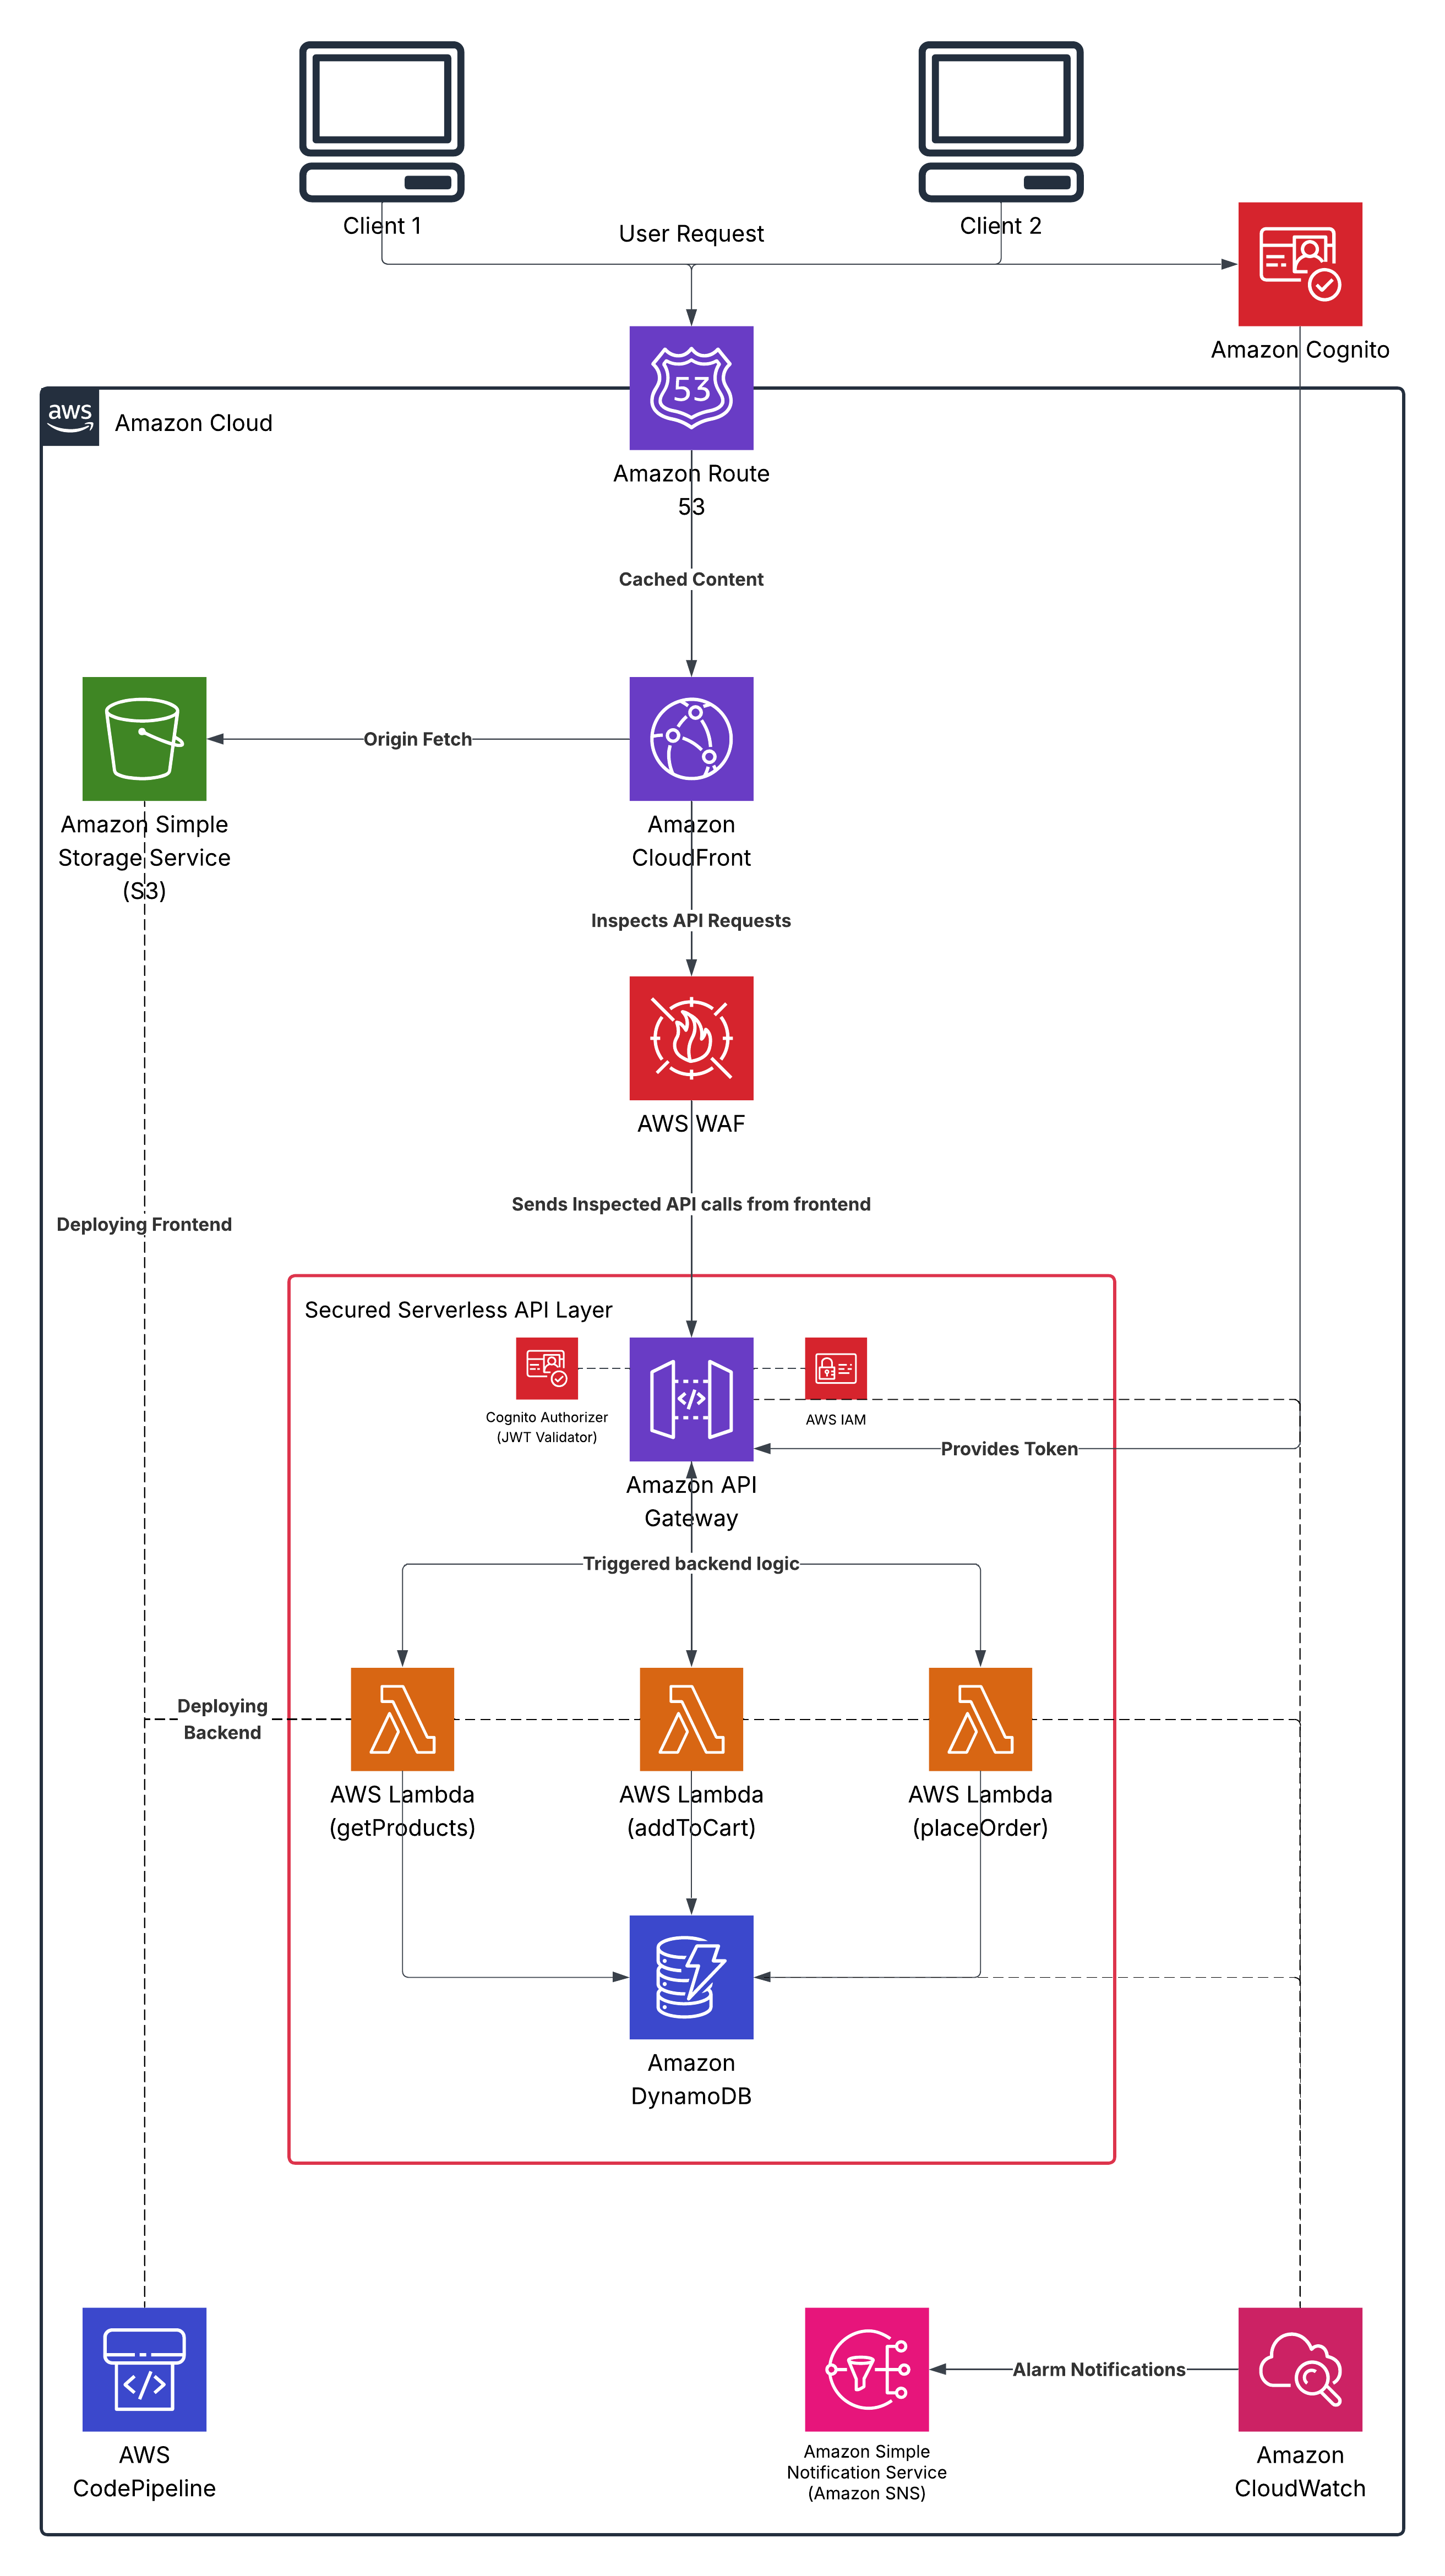 Client 1
Client 2
User Request
Amazon Cognito
53
aws
Amazon Cloud
Amazon Route
53
Cached Content
Origin Fetch
Amazon Simple
Storage Service
(S3)
Amazon
CloudFront
Inspects API Requests
AWS WAF
Sends Inspected API calls from frontend
Deploying Frontend
Secured Serverless API Layer
Cognito Authorizer
(JWT Validator)
AWS IAM
Provides Token
Amazon API
Gateway
Triggered backend logic
Deploying
Backend
AWS Lambda
(getProducts)
AWS Lambda
(addToCart)
AWS Lambda
(placeOrder)
Amazon
DynamoDB
Alarm Notifications
AWS
CodePipeline
Amazon Simple
Notification Service
(Amazon SNS)
Amazon
CloudWatch